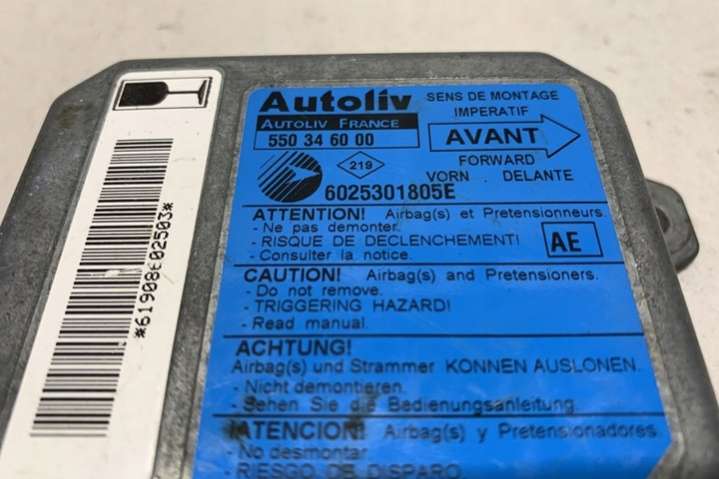 *61908E02503*
Autoliv
AUTOLIV FRANCE
550 34 60 00
219
6025301805E
SENS DE MONTAGE
IMPERATIF
AVANT
FORWARD
VORN DELANTE
ATTENTION! Airbag(s) et Pretensionneurs.
- Ne pas demonter.
- RISQUE DE DECLENCHEMENT!
- Consulter la notice.
AE
CAUTION! Airbag(s) and Pretensioners.
- Do not remove.
- TRIGGERING HAZARD!
- Read manual.
ACHTUNG!
Airbag(s) und Strammer KONNEN AUSLONEN.
- Nicht demontieren.
- Sehen Sie die Bedienungsanleitung.
¡ATENCION! Airbag(s) y Pretensionadores.
- No desmontar.
- RIESGO DE DISPARO.